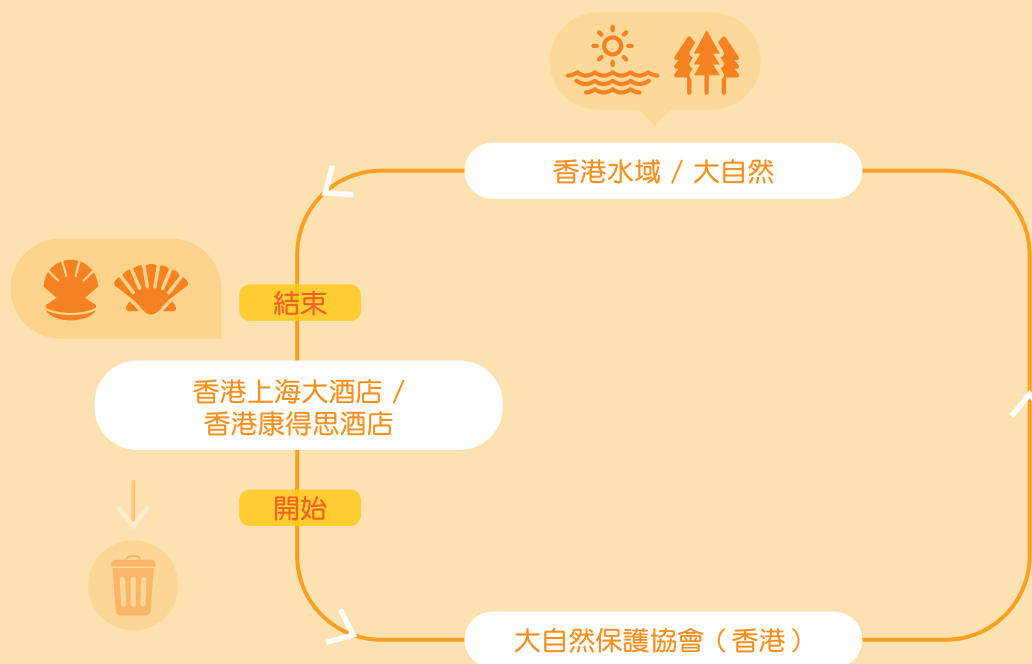 香港水域 / 大自然
結束
香港上海大酒店 /
香港康得思酒店
開始
大自然保護協會（香港）